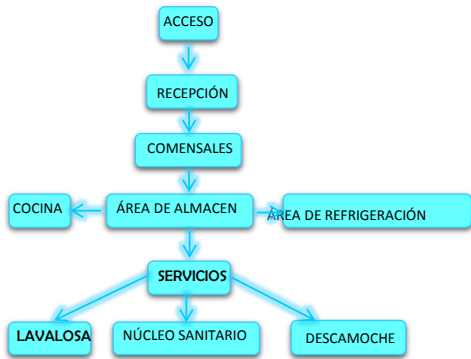 ACCESO
RECEPCIÓN
COMENSALES
COCINA
ÁREA DE ALMACEN
ÁREA DE REFRIGERACIÓN
SERVICIOS
LAVALOSA
NÚCLEO SANITARIO
DESCAMOCHE